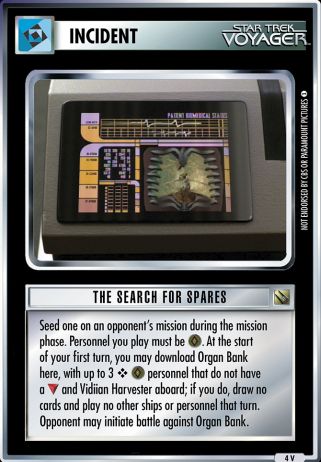 INCIDENT
STAR TREK
VOYAGER
PATIENT BIOMEDICAL STATUS
NOT ENDORSED BY CBS OR PARAMOUNT PICTURES
THE SEARCH FOR SPARES
Seed one on an opponent's mission during the mission
phase. Personnel you play must be . At the start
of your first turn, you may download Organ Bank
here, with up to 3 ❖ personnel that do not have
a ▼ and Vidiian Harvester aboard; if you do, draw no
cards and play no other ships or personnel that turn.
Opponent may initiate battle against Organ Bank.
4 V